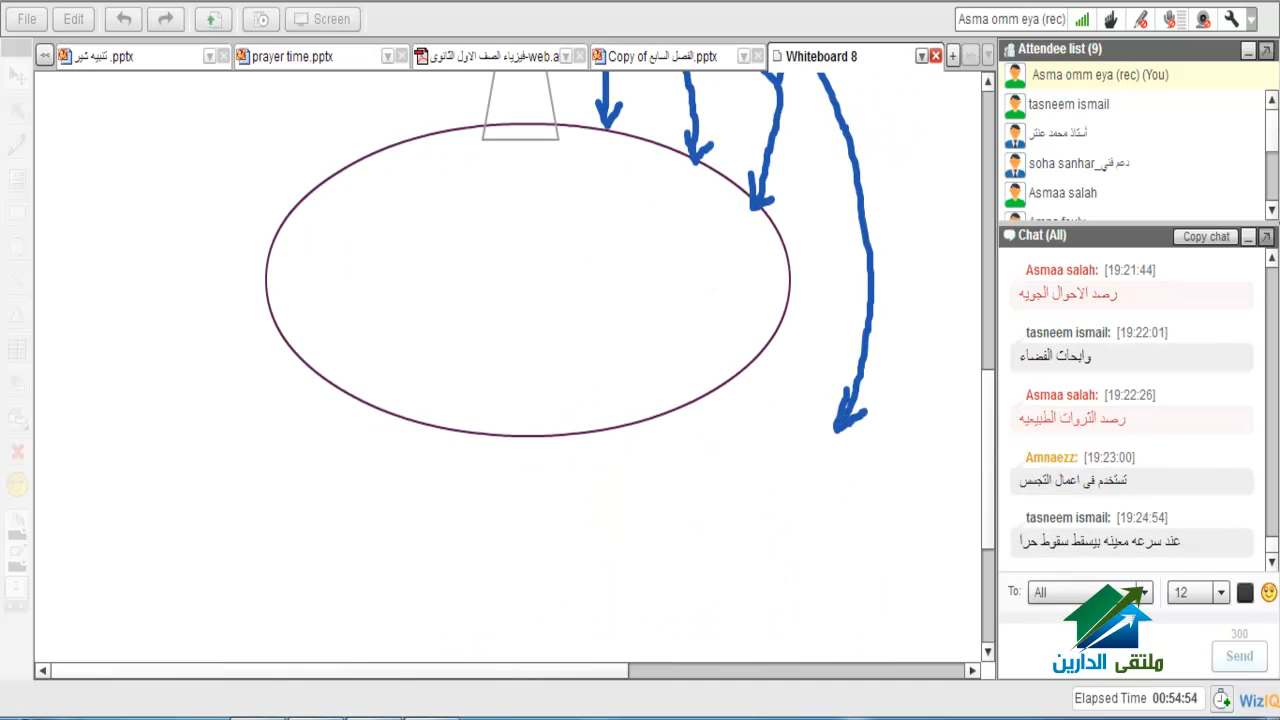 File
Edit
Screen
Asma omm eya (rec)
تنبيه نير .pptx
prayer time.pptx
فيزياء الصف الاول الثانوى-web.a
Copy of الفصل السابع.pptx
Whiteboard 8
Attendee list (9)
Asma omm eya (rec) (You)
tasneem ismail
أستاذ محمد عنتر
soha sanhar_دعم فني
Asmaa salah
Chat (All)
Copy chat
Asmaa salah: [19:21:44]
رصد الاحوال الجويه
tasneem ismail: [19:22:01]
وابحاث الفضاء
Asmaa salah: [19:22:26]
رصد الثروات الطبيعيه
Amnaezz: [19:23:00]
تستخدم فى اعمال التجسس
tasneem ismail: [19:24:54]
عند سرعه معينه بيسقط سقوط حرا
To:
All
12
300
Send
ملتقى الدارين
Elapsed Time 00:54:54
WizIQ